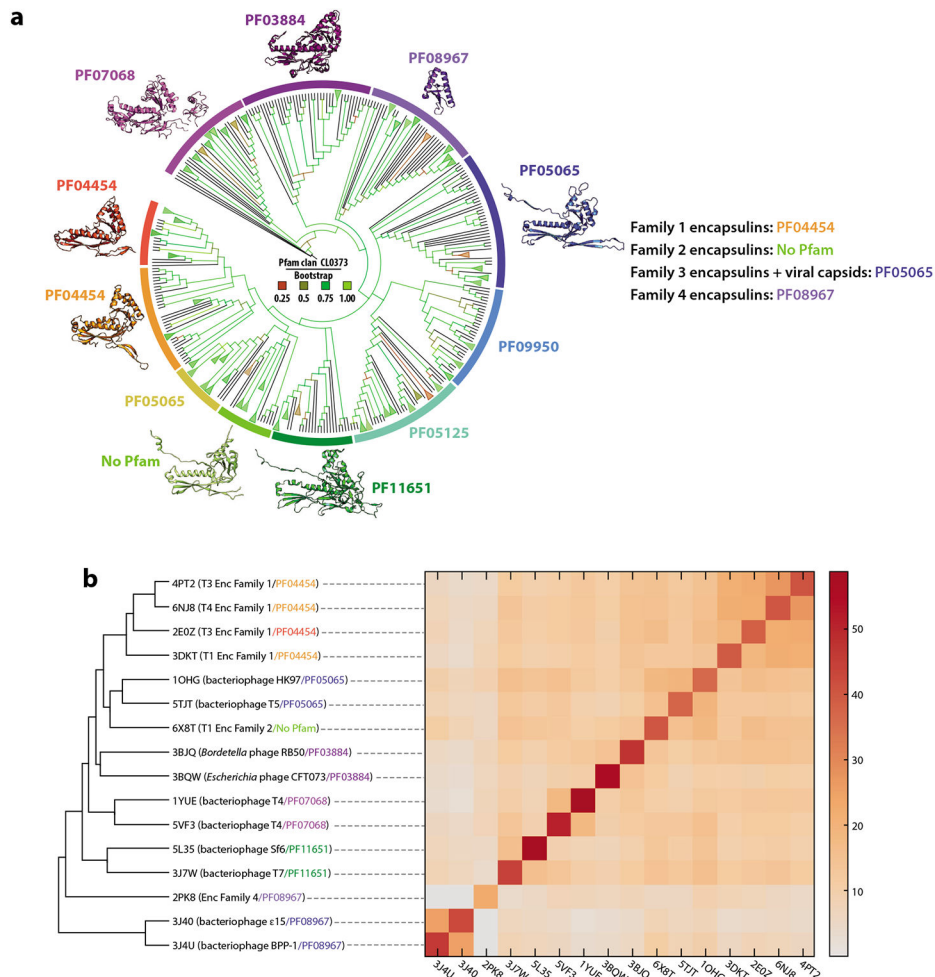 a
PF03884
PF08967
PF07068
PF05065
PF04454
Family 1 encapsulins: PF04454
Family 2 encapsulins: No Pfam
Family 3 encapsulins + viral capsids: PF05065
Family 4 encapsulins: PF08967
Pfam clan CL0373
Bootstrap
0.25 0.5 0.75 1.00
PF04454
PF09950
PF05065
PF05125
No Pfam
PF11651
b
4PT2 (T3 Enc Family 1/PF04454)
6NJ8 (T4 Enc Family 1/PF04454)
2E0Z (T3 Enc Family 1/PF04454)
3DKT (T1 Enc Family 1/PF04454)
1OHG (bacteriophage HK97/PF05065)
5TJT (bacteriophage T5/PF05065)
6X8T (T1 Enc Family 2/No Pfam)
3BJQ (Bordetella phage RB50/PF03884)
3BQW (Escherichia phage CFT073/PF03884)
1YUE (bacteriophage T4/PF07068)
5VF3 (bacteriophage T4/PF07068)
5L35 (bacteriophage Sf6/PF11651)
3J7W (bacteriophage T7/PF11651)
2PK8 (Enc Family 4/PF08967)
3J40 (bacteriophage ε15/PF08967)
3J4U (bacteriophage BPP-1/PF08967)
50
40
30
20
10
3J4U 3J40 2PK8 3J7W 5L35 5VF3 1YUE 3BQW 3BJQ 6X8T 5TJT 1OHG 3DKT 2E0Z 6NJ8 4PT2